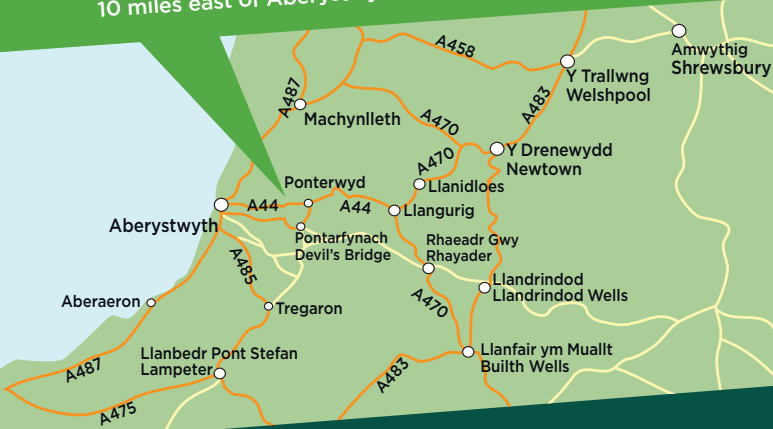 10 miles east of
A458
Amwythig
Shrewsbury
Y Trallwng
Welshpool
A487
A483
Machynlleth
A470
Y Drenewydd
Newtown
A470
Ponterwyd
Llanidloes
A44
A44
Llangurig
Aberystwyth
Pontarfynach
Devil's Bridge
Rhaeadr Gwy
Rhayader
A485
Llandrindod
Llandrindod Wells
Aberaeron
Tregaron
A470
Llanbedr Pont Stefan
Lampeter
Llanfair ym Muallt
Builth Wells
A487
A483
A475